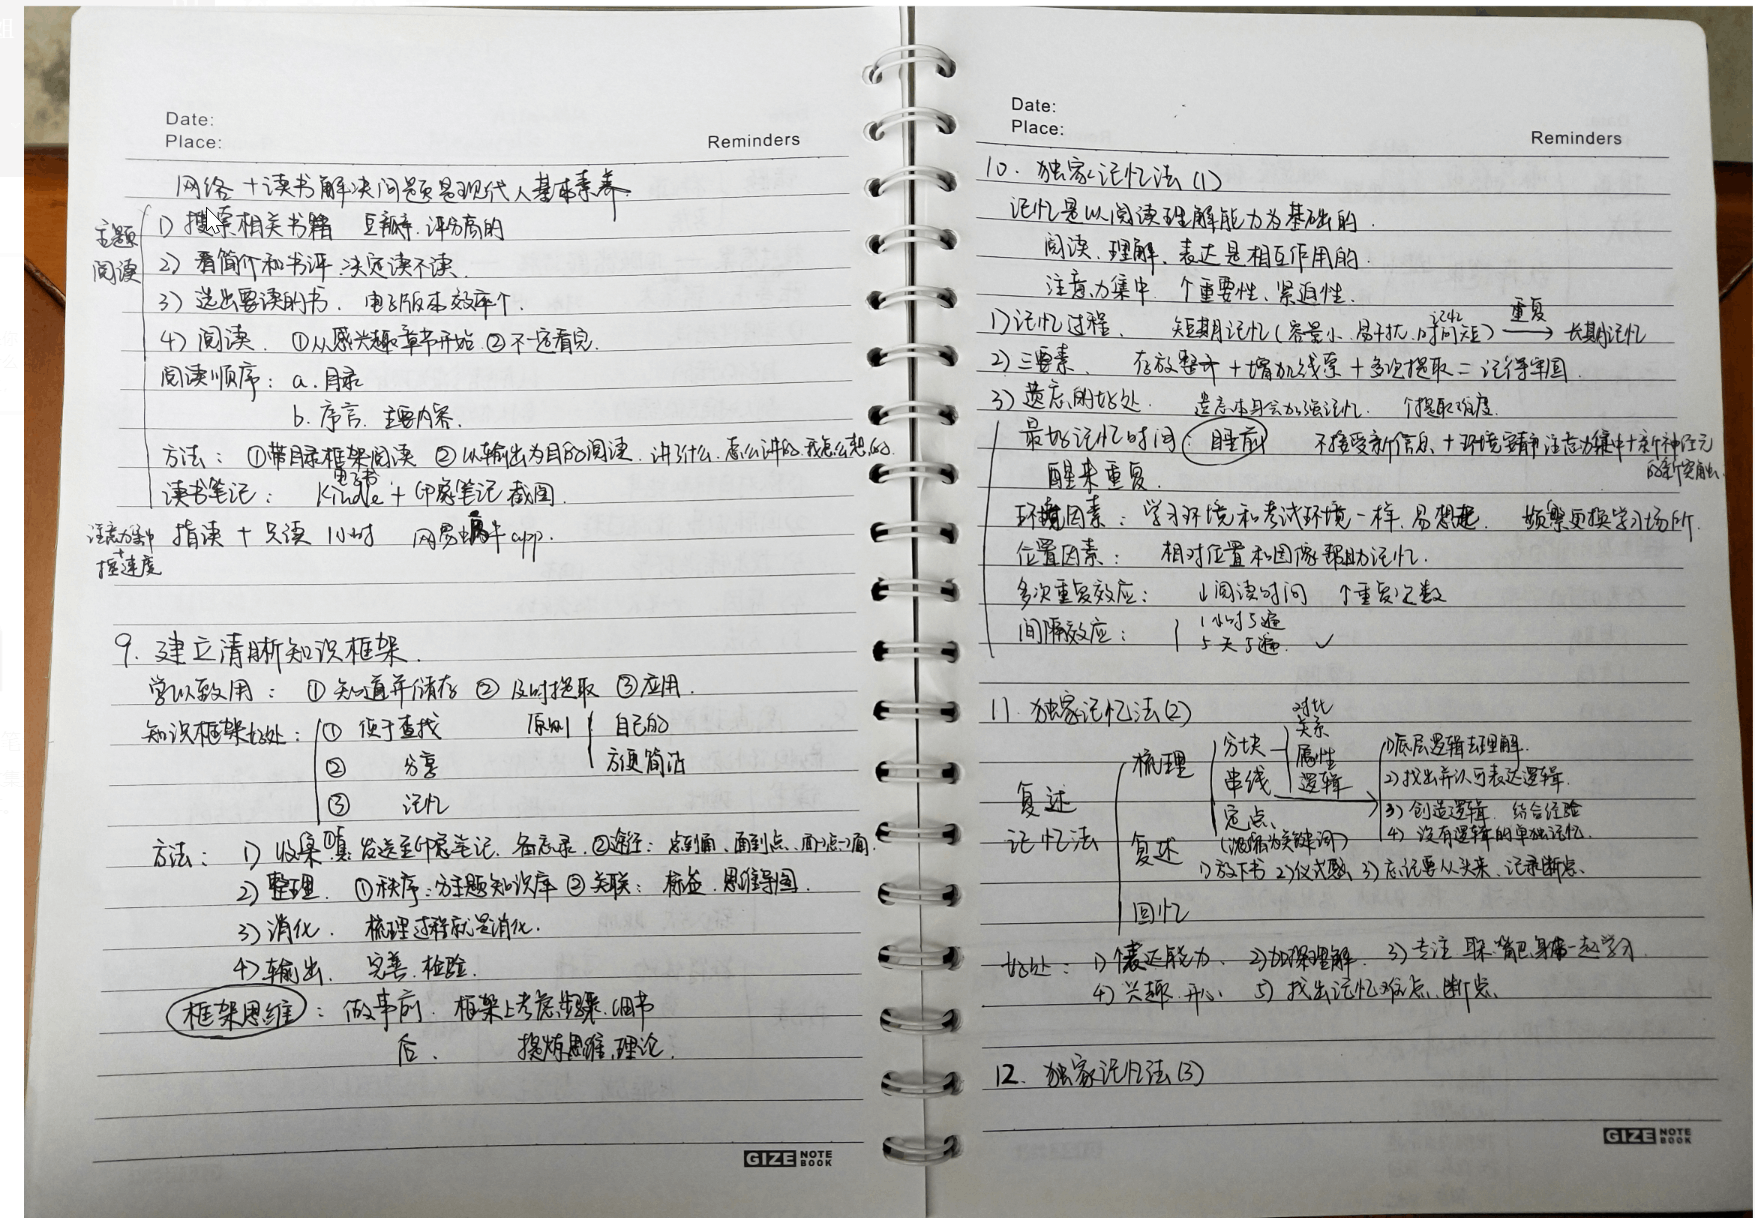 Date:
Place:
Reminders
网络+读书解决问题是现代人基本素养.
主题阅读
1) 搜索相关书籍 豆瓣, 评分高的
2) 看简介和书评 决定读不读.
3) 选出要读的书. 电子版本效率↑.
4) 阅读. ①从感兴趣章节开始. ②不一定看完.
阅读顺序: a. 目录
b. 序言. 主要内容.
方法: ①带目录框架阅读 ②以输出为目的阅读. 讲了什么. 怎么讲的. 我怎么想的.
读书笔记: 电子书 Kindle + 印象笔记 截图.
注意力集中+提速度
指读 + 只读1小时 网易蜗牛app.
9. 建立清晰知识框架.
学以致用: ①知道并储存 ②及时提取 ③应用.
知识框架好处: ① 便于查找 原则 自己的
② 分享 方便简洁
③ 记忆
方法: 1) 收集 ① 发送至印象笔记. 备忘录. ②途径: 点到面、面到点、面→点→面.
2) 整理. ①秩序: 分主题知识库 ②关联: 标签. 思维导图.
3) 消化. 梳理过程就是消化.
4) 输出. 完善. 检验.
框架思维: 做事前. 框架上考虑步骤. 细节
后. 提炼思维. 理论.
GIZE NOTE BOOK
Date:
Place:
Reminders
10. 独家记忆法(1)
记忆是以阅读理解能力为基础的.
阅读. 理解. 表达是相互作用的.
注意力集中. ↑重要性、紧迫性.
1) 记忆过程. 短期记忆(容量小. 易干扰. 记忆时间短) 重复→ 长期记忆
2) 三要素. 存放整齐+增加线索+多次提取=记得牢固.
3) 遗忘的好处. 遗忘本身会加强记忆. ↑提取难度.
最好记忆时间: 睡前 不接受新信息+环境安静注意力集中+新神经元的新突触.
醒来重复.
环境因素: 学习环境和考试环境一样. 易想起. 频繁更换学习场所.
位置因素: 相对位置和图像帮助记忆.
多次重复效应: ↓阅读时间 ↑重复次数
间隔效应: 1小时5遍
5天5遍. ✓
11. 独家记忆法(2)
复述记忆法
梳理 分块 对比 关系 属性 逻辑
串线
1) 底层逻辑去理解.
2) 找出并认可表达逻辑.
3) 创造逻辑. 结合经验
4) 没有逻辑的单独记忆.
定点.
(浓缩为关键词)
复述 1) 放下书 2) 仪式感 3) 忘记要从头来. 记录断点.
回忆
好处: 1) ↑表达能力. 2) 加深理解. 3) 专注 耳朵. 嘴巴. 身体一起学习.
4) 兴趣. 开心. 5) 找出记忆难点、断点.
12. 独家记忆法(3)
GIZE NOTE BOOK